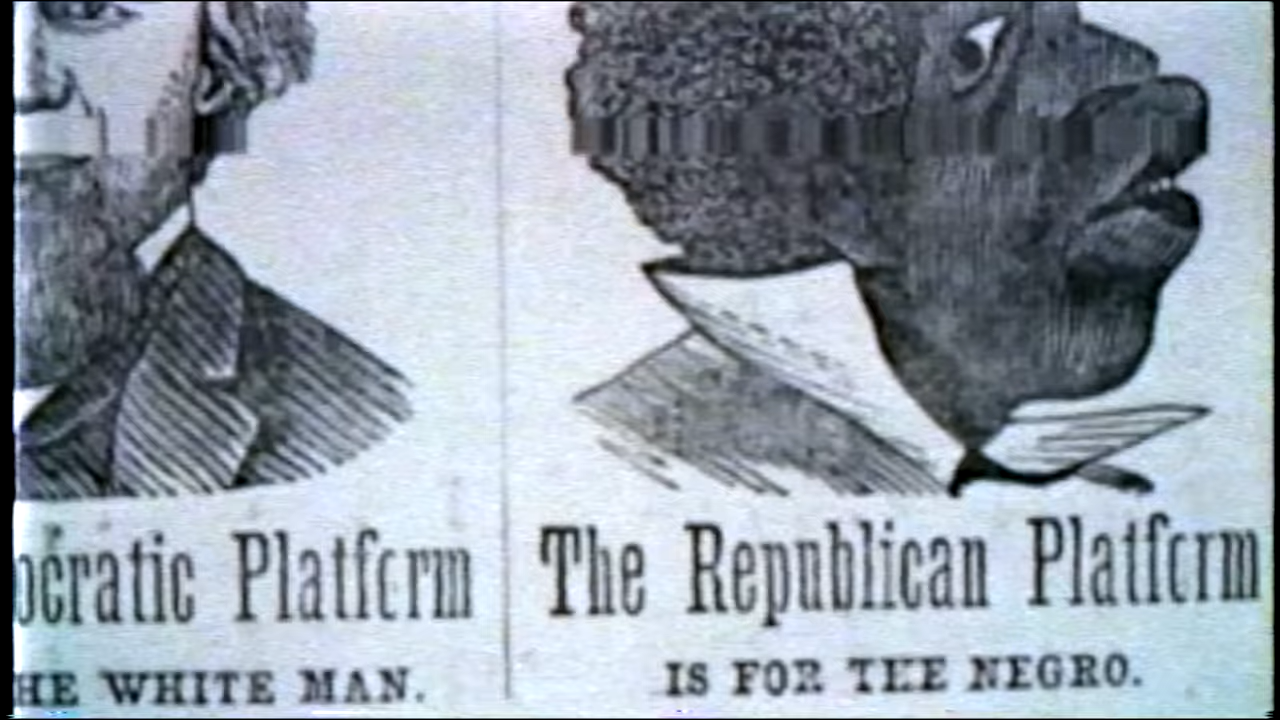 ocratic Platform
HE WHITE MAN.
The Republican Platform
IS FOR THE NEGRO.